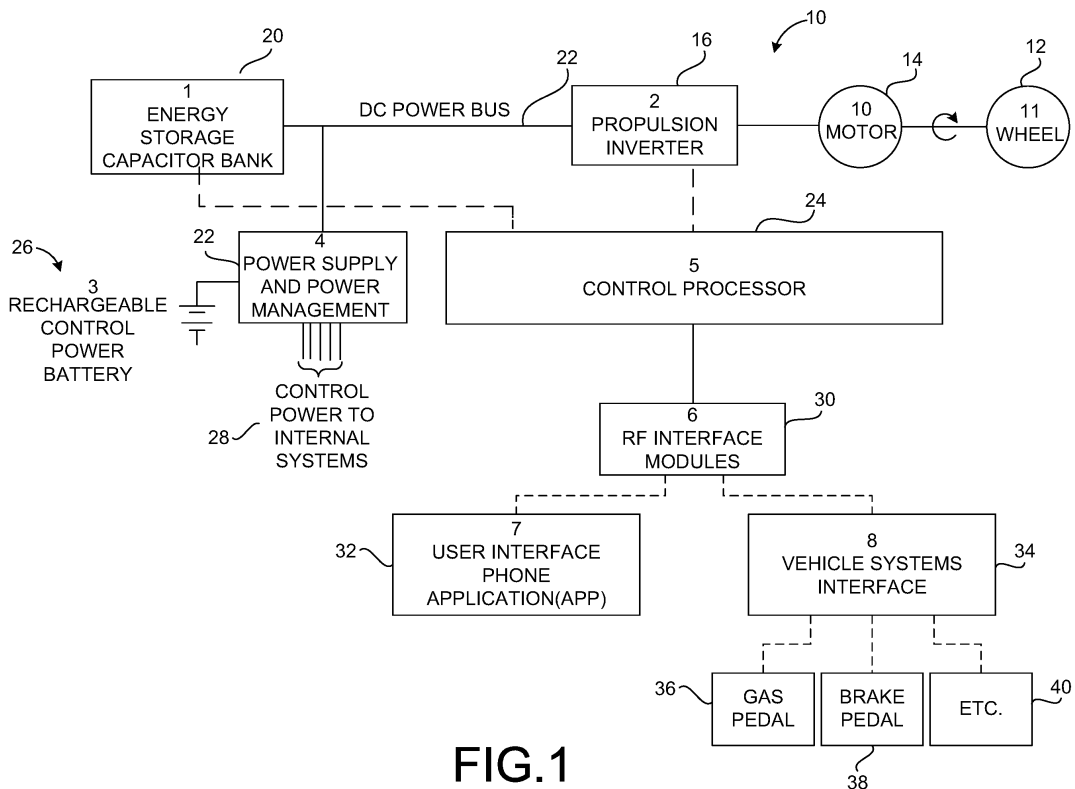 10
20
16
22
14
12
1
ENERGY
STORAGE
CAPACITOR BANK
DC POWER BUS
2
PROPULSION
INVERTER
10
MOTOR
11
WHEEL
24
26
22
4
POWER SUPPLY
AND POWER
MANAGEMENT
5
CONTROL PROCESSOR
3
RECHARGEABLE
CONTROL
POWER
BATTERY
CONTROL
POWER TO
INTERNAL
SYSTEMS
28
6
RF INTERFACE
MODULES
30
7
USER INTERFACE
PHONE
APPLICATION(APP)
32
8
VEHICLE SYSTEMS
INTERFACE
34
36
GAS
PEDAL
BRAKE
PEDAL
ETC.
40
38
FIG.1